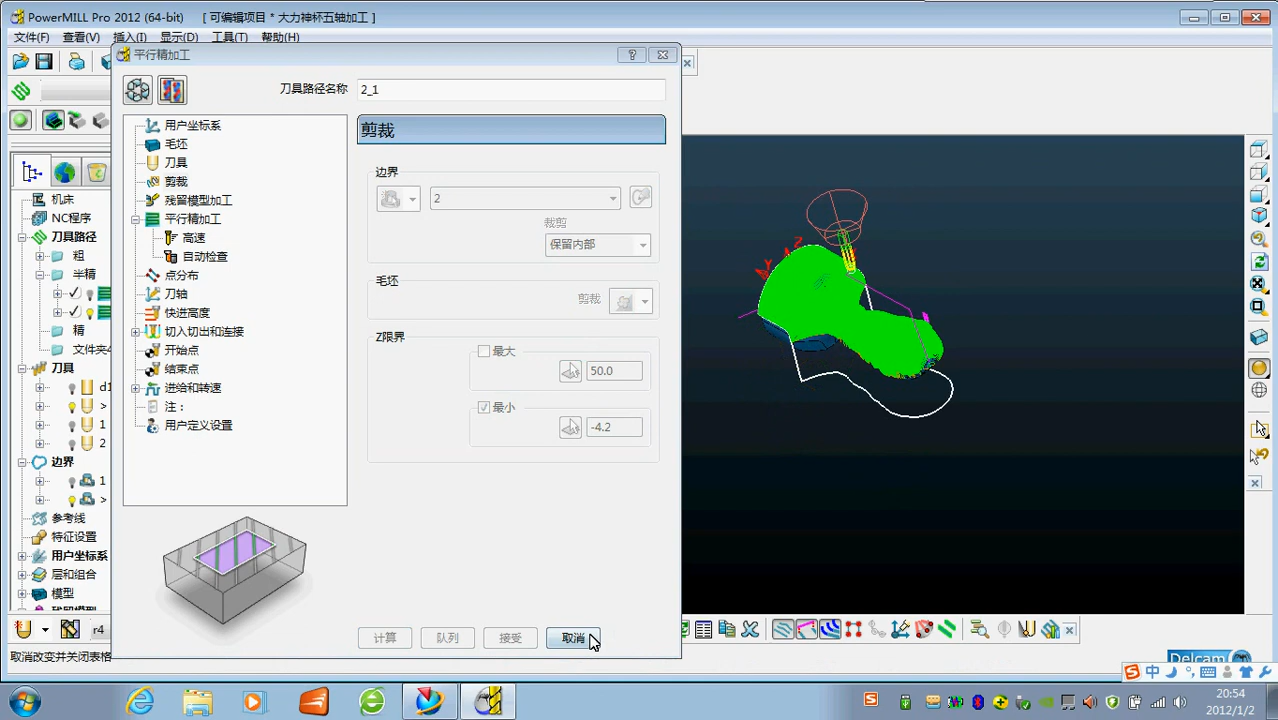 PowerMILL Pro 2012 (64-bit) [ 可编辑项目 * 大力神杯五轴加工 ]
文件(F) 查看(V) 插入(I) 显示(D) 工具(T) 帮助(H)
平行精加工
刀具路径名称 2_1
剪裁
用户坐标系
毛坯
刀具
剪裁
残留模型加工
平行精加工
高速
自动检查
点分布
刀轴
快进高度
切入切出和连接
开始点
结束点
进给和转速
注：
用户定义设置
边界
2
裁剪
保留内部
毛坯
剪裁
Z限界
最大
50.0
最小
-4.2
计算 队列 接受 取消
机床
NC程序
刀具路径
粗
半精
精
文件夹
刀具
d1
>
1
2
边界
1
>
参考线
特征设置
用户坐标系
层和组合
模型
残留模型
r4
取消改变并关闭表格
Z
Y
Delcam
中
20:54
2012/1/2